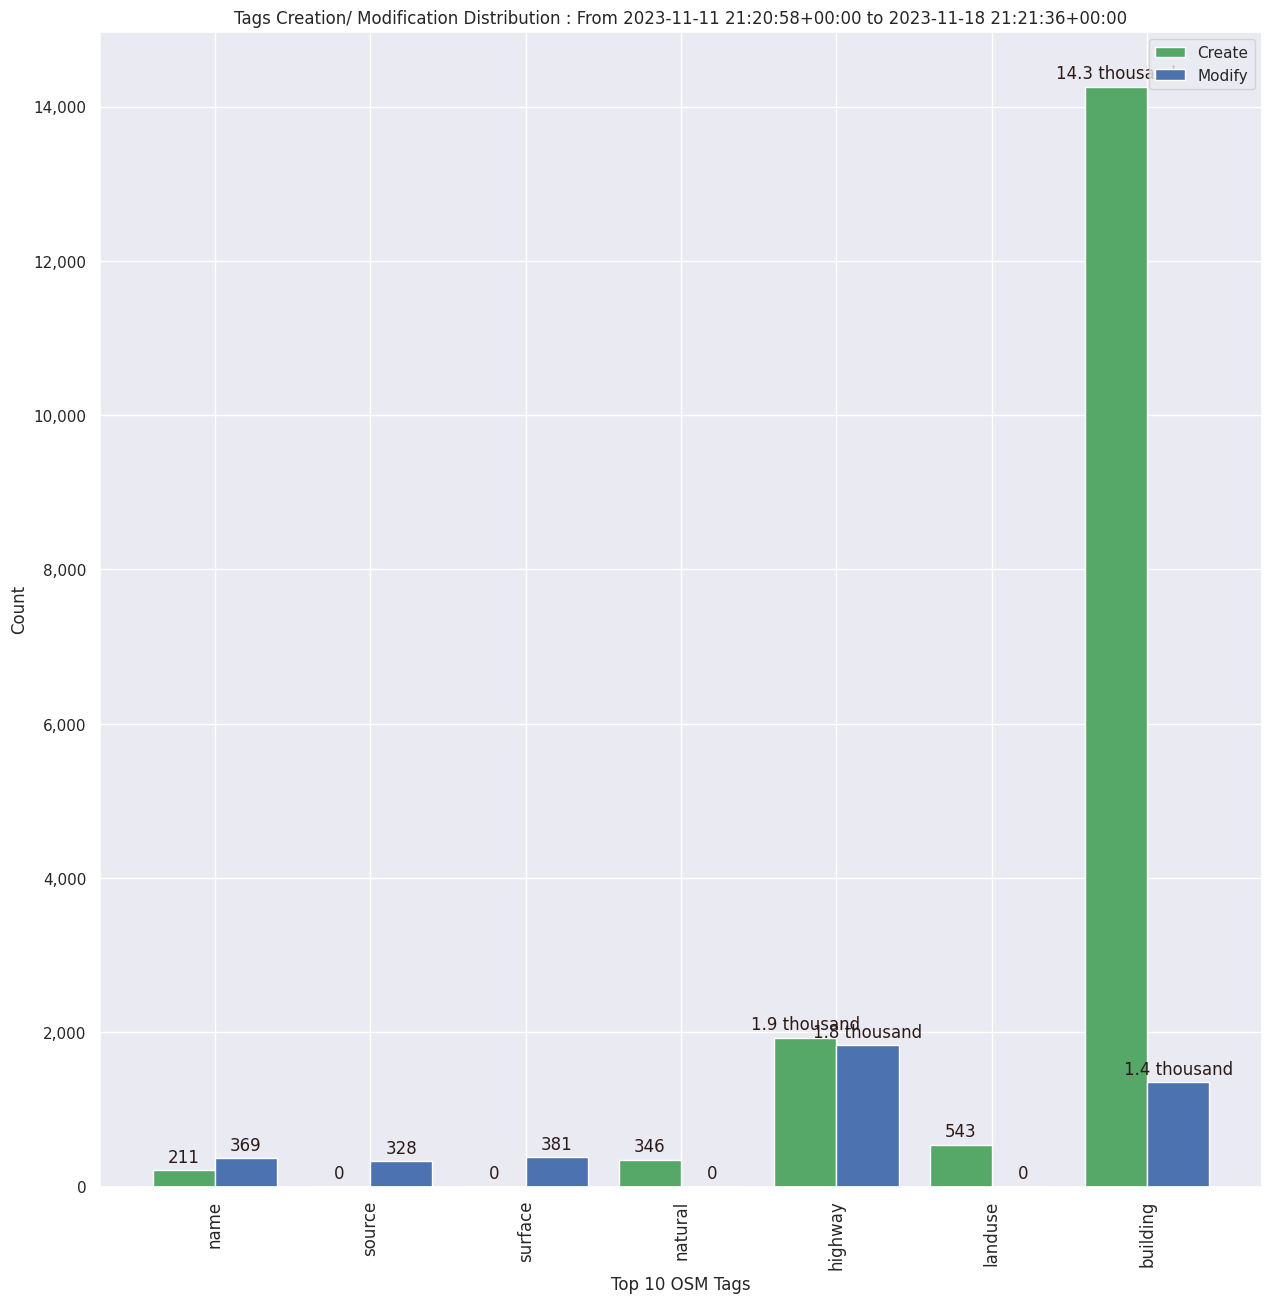 Tags Creation/ Modification Distribution : From 2023-11-11 21:20:58+00:00 to 2023-11-18 21:21:36+00:00
Create
Modify
14.3
14,000
12,000
10,000
8,000
6,000
4,000
2,000
0
Count
211
369
0
328
0
381
346
0
1.9 thousand
1.8 thousand
543
0
1.4 thousand
name
source
surface
natural
highway
landuse
building
Top 10 OSM Tags